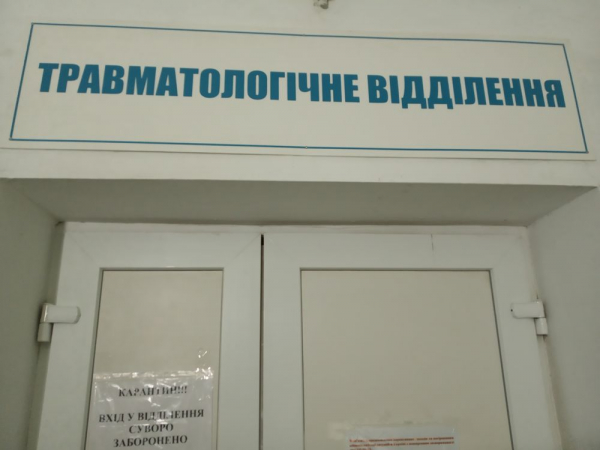 ТРАВМАТОЛОГІЧНЕ ВІДДІЛЕННЯ
КАРАНТИН!!!
ВХІД У ВІДДІЛЕННЯ
СУВОРО
ЗАБОРОНЕНО